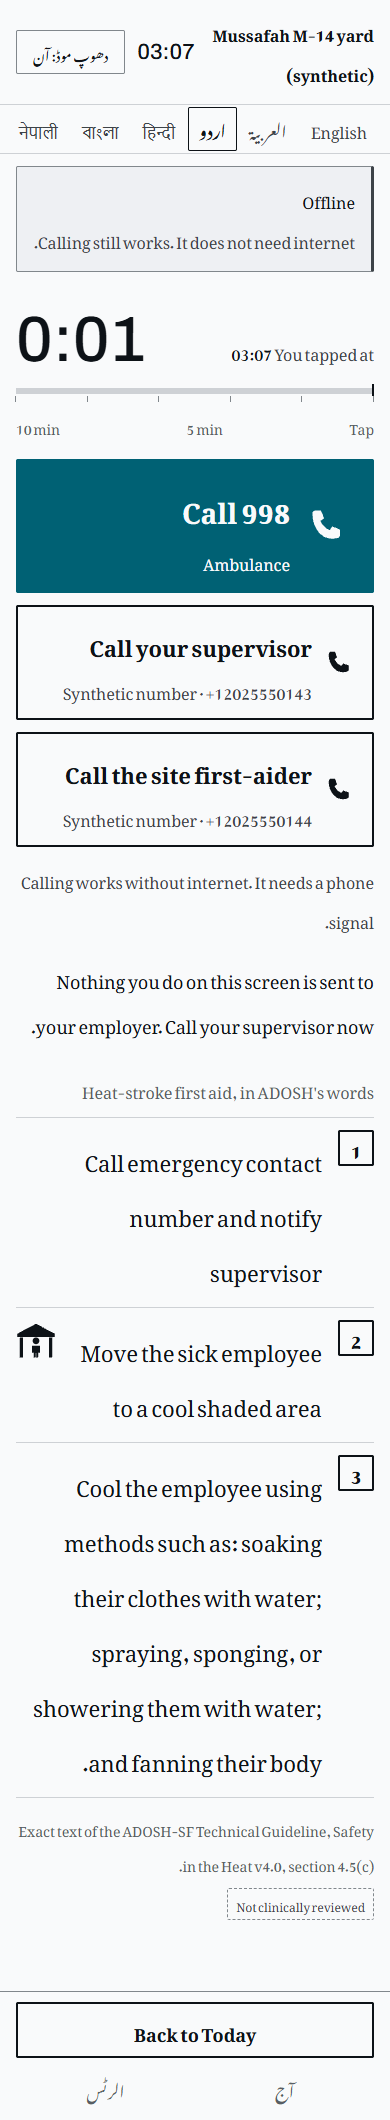 Mussafah M-14 yard
(synthetic)
03:07
دھوپ موڈ: آن
English
العربية
اردو
हिन्दी
বাংলা
नेपाली
Offline
.Calling still works. It does not need internet
03:07 You tapped at
0:01
Tap
5 min
10 min
Call 998
Ambulance
Call your supervisor
Synthetic number · +12025550143
Call the site first-aider
Synthetic number · +12025550144
Calling works without internet. It needs a phone
.signal
Nothing you do on this screen is sent to
.your employer. Call your supervisor now
Heat-stroke first aid, in ADOSH's words
1
Call emergency contact
number and notify
supervisor
2
Move the sick employee
to a cool shaded area
3
Cool the employee using
methods such as: soaking
their clothes with water;
spraying, sponging, or
showering them with water;
.and fanning their body
Exact text of the ADOSH-SF Technical Guideline, Safety
.in the Heat v4.0, section 4.5(c)
Not clinically reviewed
Back to Today
آج
الرٹس